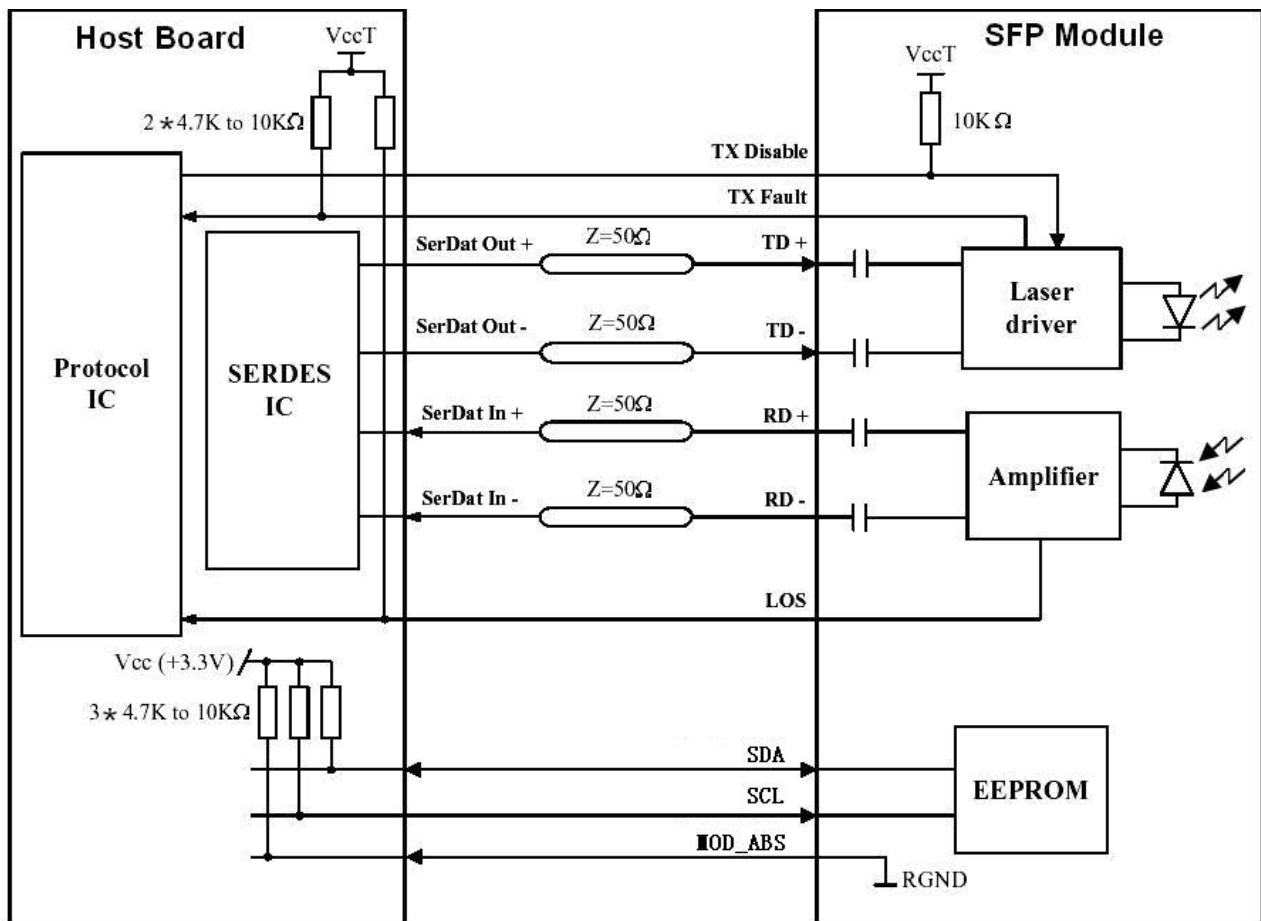 Host Board
SFP Module
VccT
VccT
2*4.7K to 10KΩ
10KΩ
TX Disable
TX Fault
SerDat Out +
Z=50Ω
TD +
SerDat Out -
Z=50Ω
TD -
Laser
driver
Protocol
IC
SERDES
IC
SerDat In +
Z=50Ω
RD +
SerDat In -
Z=50Ω
RD -
Amplifier
LOS
Vcc (+3.3V)
3*4.7K to 10KΩ
SDA
SCL
EEPROM
MOD_ABS
RGND